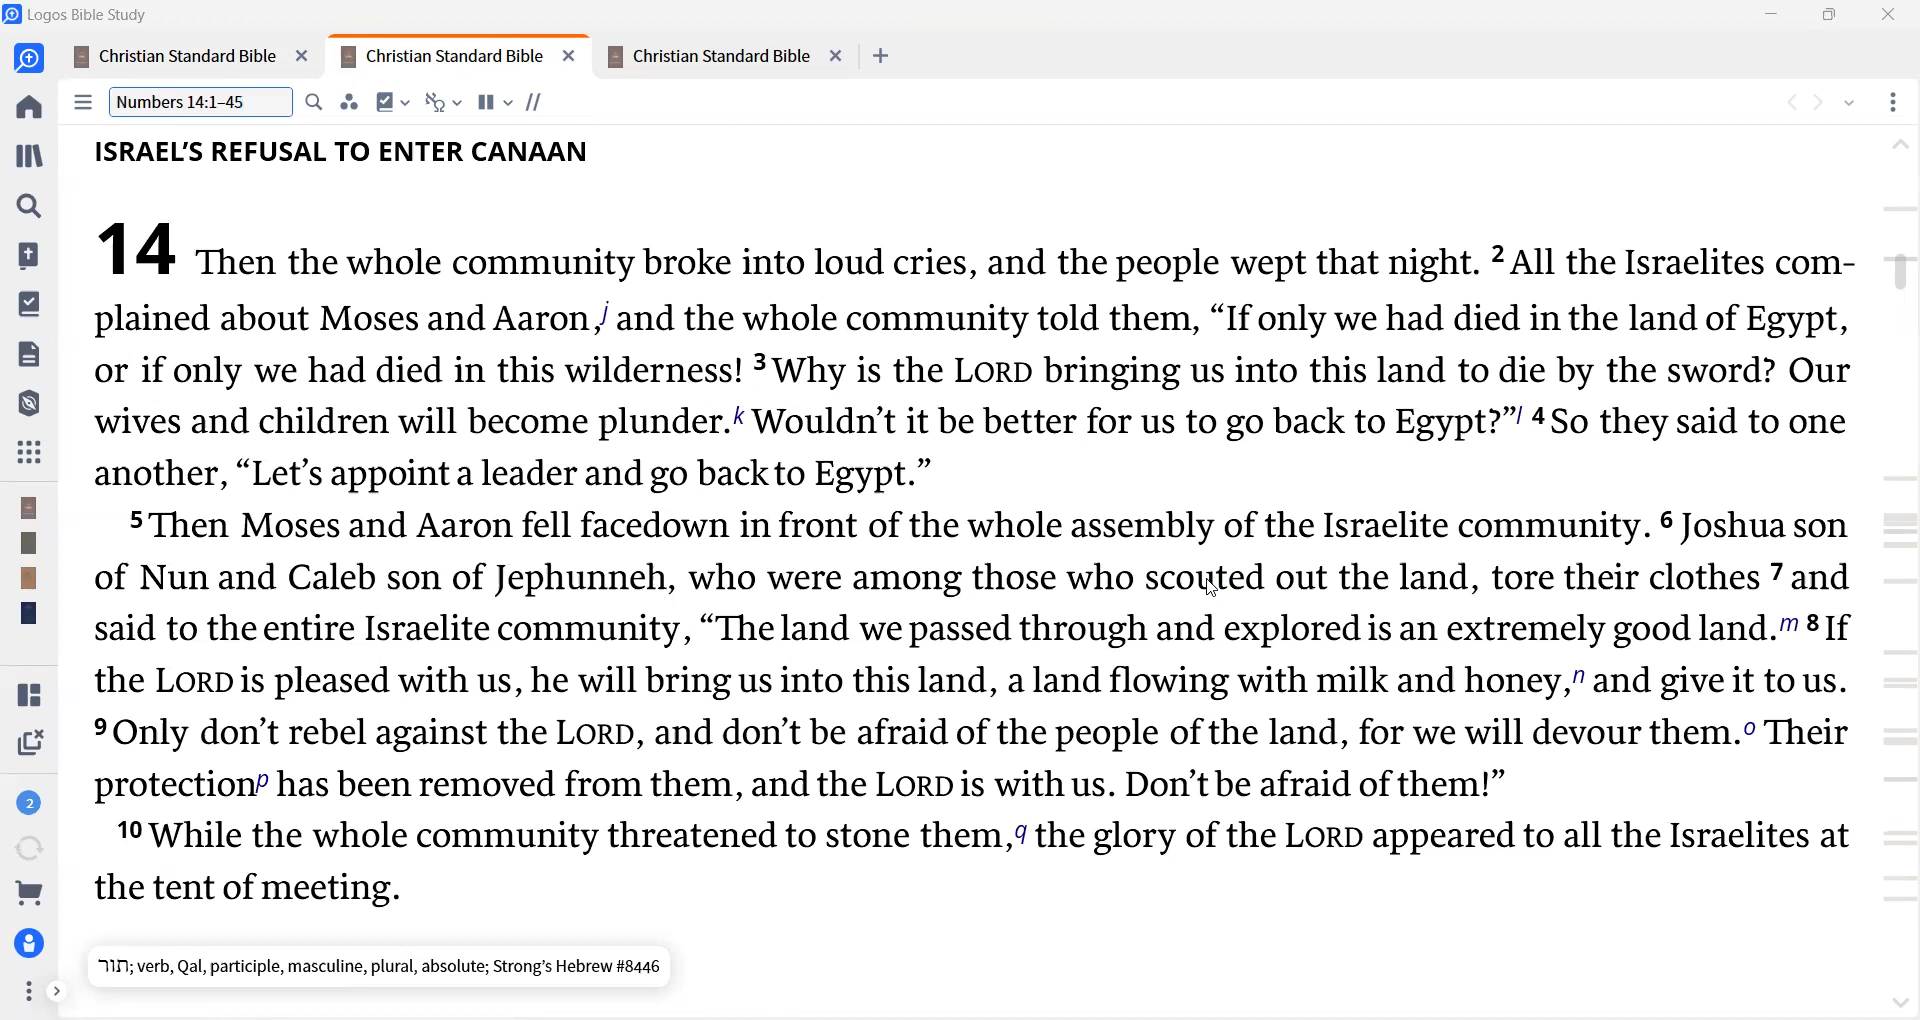 Logos Bible Study
Christian Standard Bible
Christian Standard Bible
Christian Standard Bible
Numbers 14:1–45
ISRAEL’S REFUSAL TO ENTER CANAAN
14 Then the whole community broke into loud cries, and the people wept that night. 2 All the Israelites com-
plained about Moses and Aaron,j and the whole community told them, “If only we had died in the land of Egypt,
or if only we had died in this wilderness! 3 Why is the LORD bringing us into this land to die by the sword? Our
wives and children will become plunder.k Wouldn’t it be better for us to go back to Egypt?”l 4 So they said to one
another, “Let’s appoint a leader and go back to Egypt.”
5 Then Moses and Aaron fell facedown in front of the whole assembly of the Israelite community. 6 Joshua son
of Nun and Caleb son of Jephunneh, who were among those who scouted out the land, tore their clothes 7 and
said to the entire Israelite community, “The land we passed through and explored is an extremely good land.m 8 If
the LORD is pleased with us, he will bring us into this land, a land flowing with milk and honey,n and give it to us.
9 Only don’t rebel against the LORD, and don’t be afraid of the people of the land, for we will devour them.o Their
protectionp has been removed from them, and the LORD is with us. Don’t be afraid of them!”
10 While the whole community threatened to stone them,q the glory of the LORD appeared to all the Israelites at
the tent of meeting.
2
תור; verb, Qal, participle, masculine, plural, absolute; Strong’s Hebrew #8446